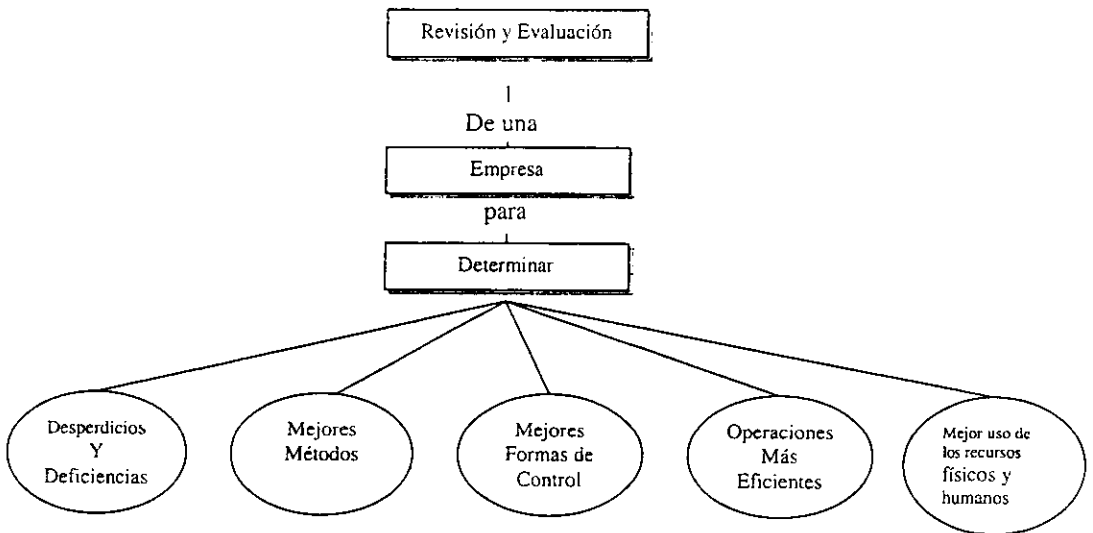 Revisión y Evaluación
De una
Empresa
para
Determinar
Desperdicios
Y
Deficiencias
Mejores
Métodos
Mejores
Formas de
Control
Operaciones
Más
Eficientes
Mejor uso de
los recursos
físicos y
humanos